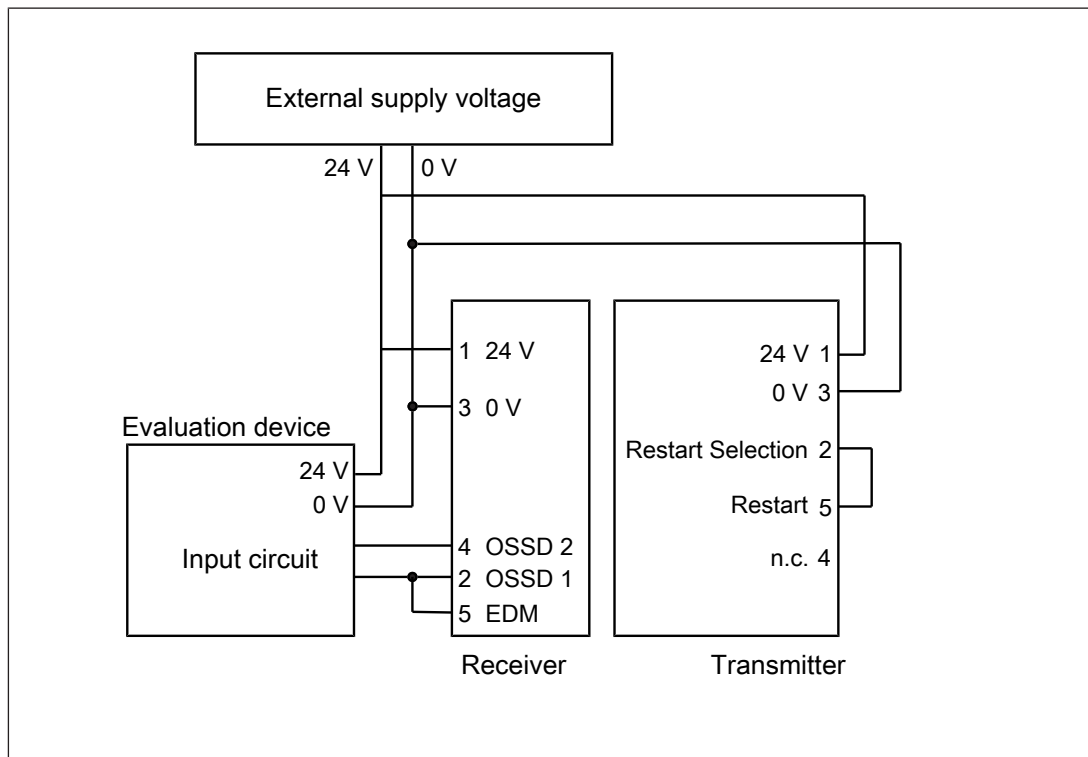 External supply voltage
24 V 0 V
1 24 V
3 0 V
4 OSSD 2
2 OSSD 1
5 EDM
Receiver
24 V 1
0 V 3
Restart Selection 2
Restart 5
n.c. 4
Transmitter
Evaluation device
24 V
0 V
Input circuit